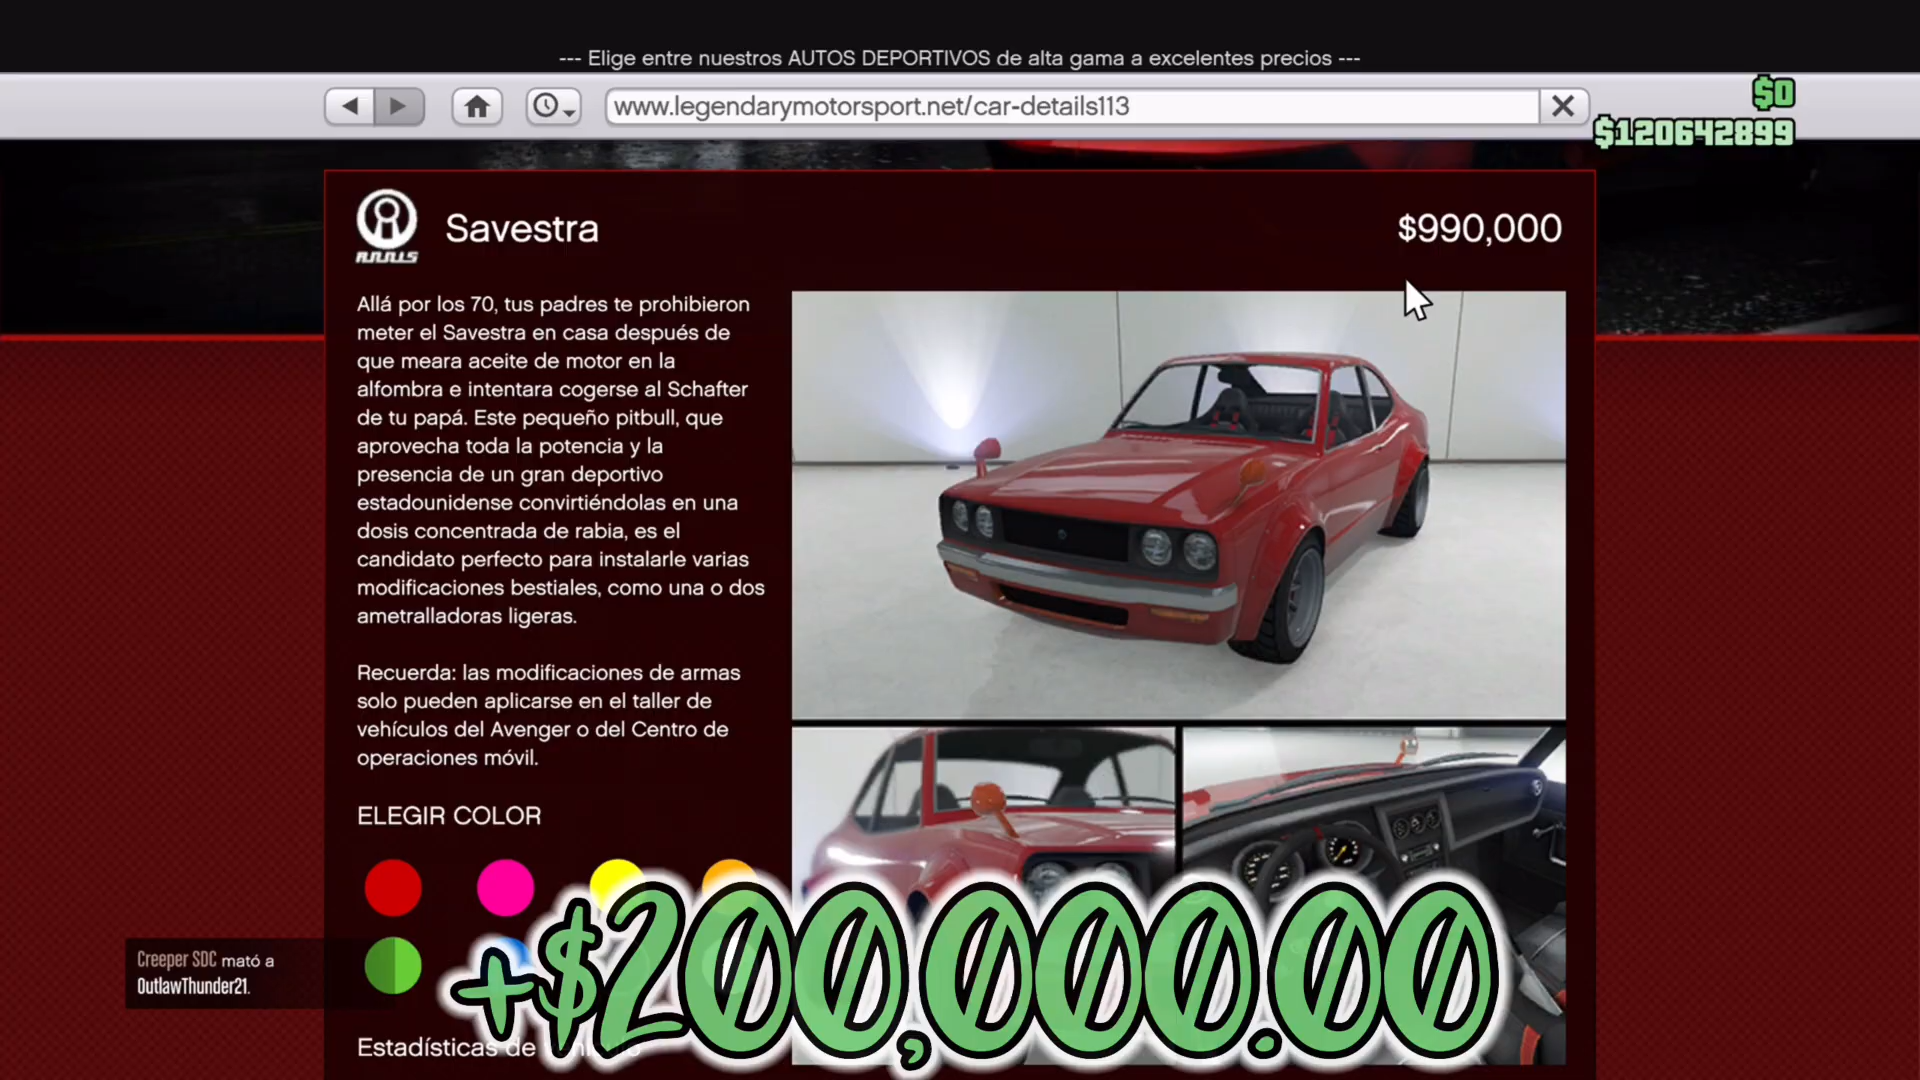 --- Elige entre nuestros AUTOS DEPORTIVOS de alta gama a excelentes precios ---
www.legendarymotorsport.net/car-details113
$0
$120642899
ANNIS
Savestra
$990,000
Allá por los 70, tus padres te prohibieron
meter el Savestra en casa después de
que meara aceite de motor en la
alfombra e intentara cogerse al Schafter
de tu papá. Este pequeño pitbull, que
aprovecha toda la potencia y la
presencia de un gran deportivo
estadounidense convirtiéndolas en una
dosis concentrada de rabia, es el
candidato perfecto para instalarle varias
modificaciones bestiales, como una o dos
ametralladoras ligeras.
Recuerda: las modificaciones de armas
solo pueden aplicarse en el taller de
vehículos del Avenger o del Centro de
operaciones móvil.
ELEGIR COLOR
+$200,000.00
Creeper SDC mató a
OutlawThunder21.
Estadísticas de